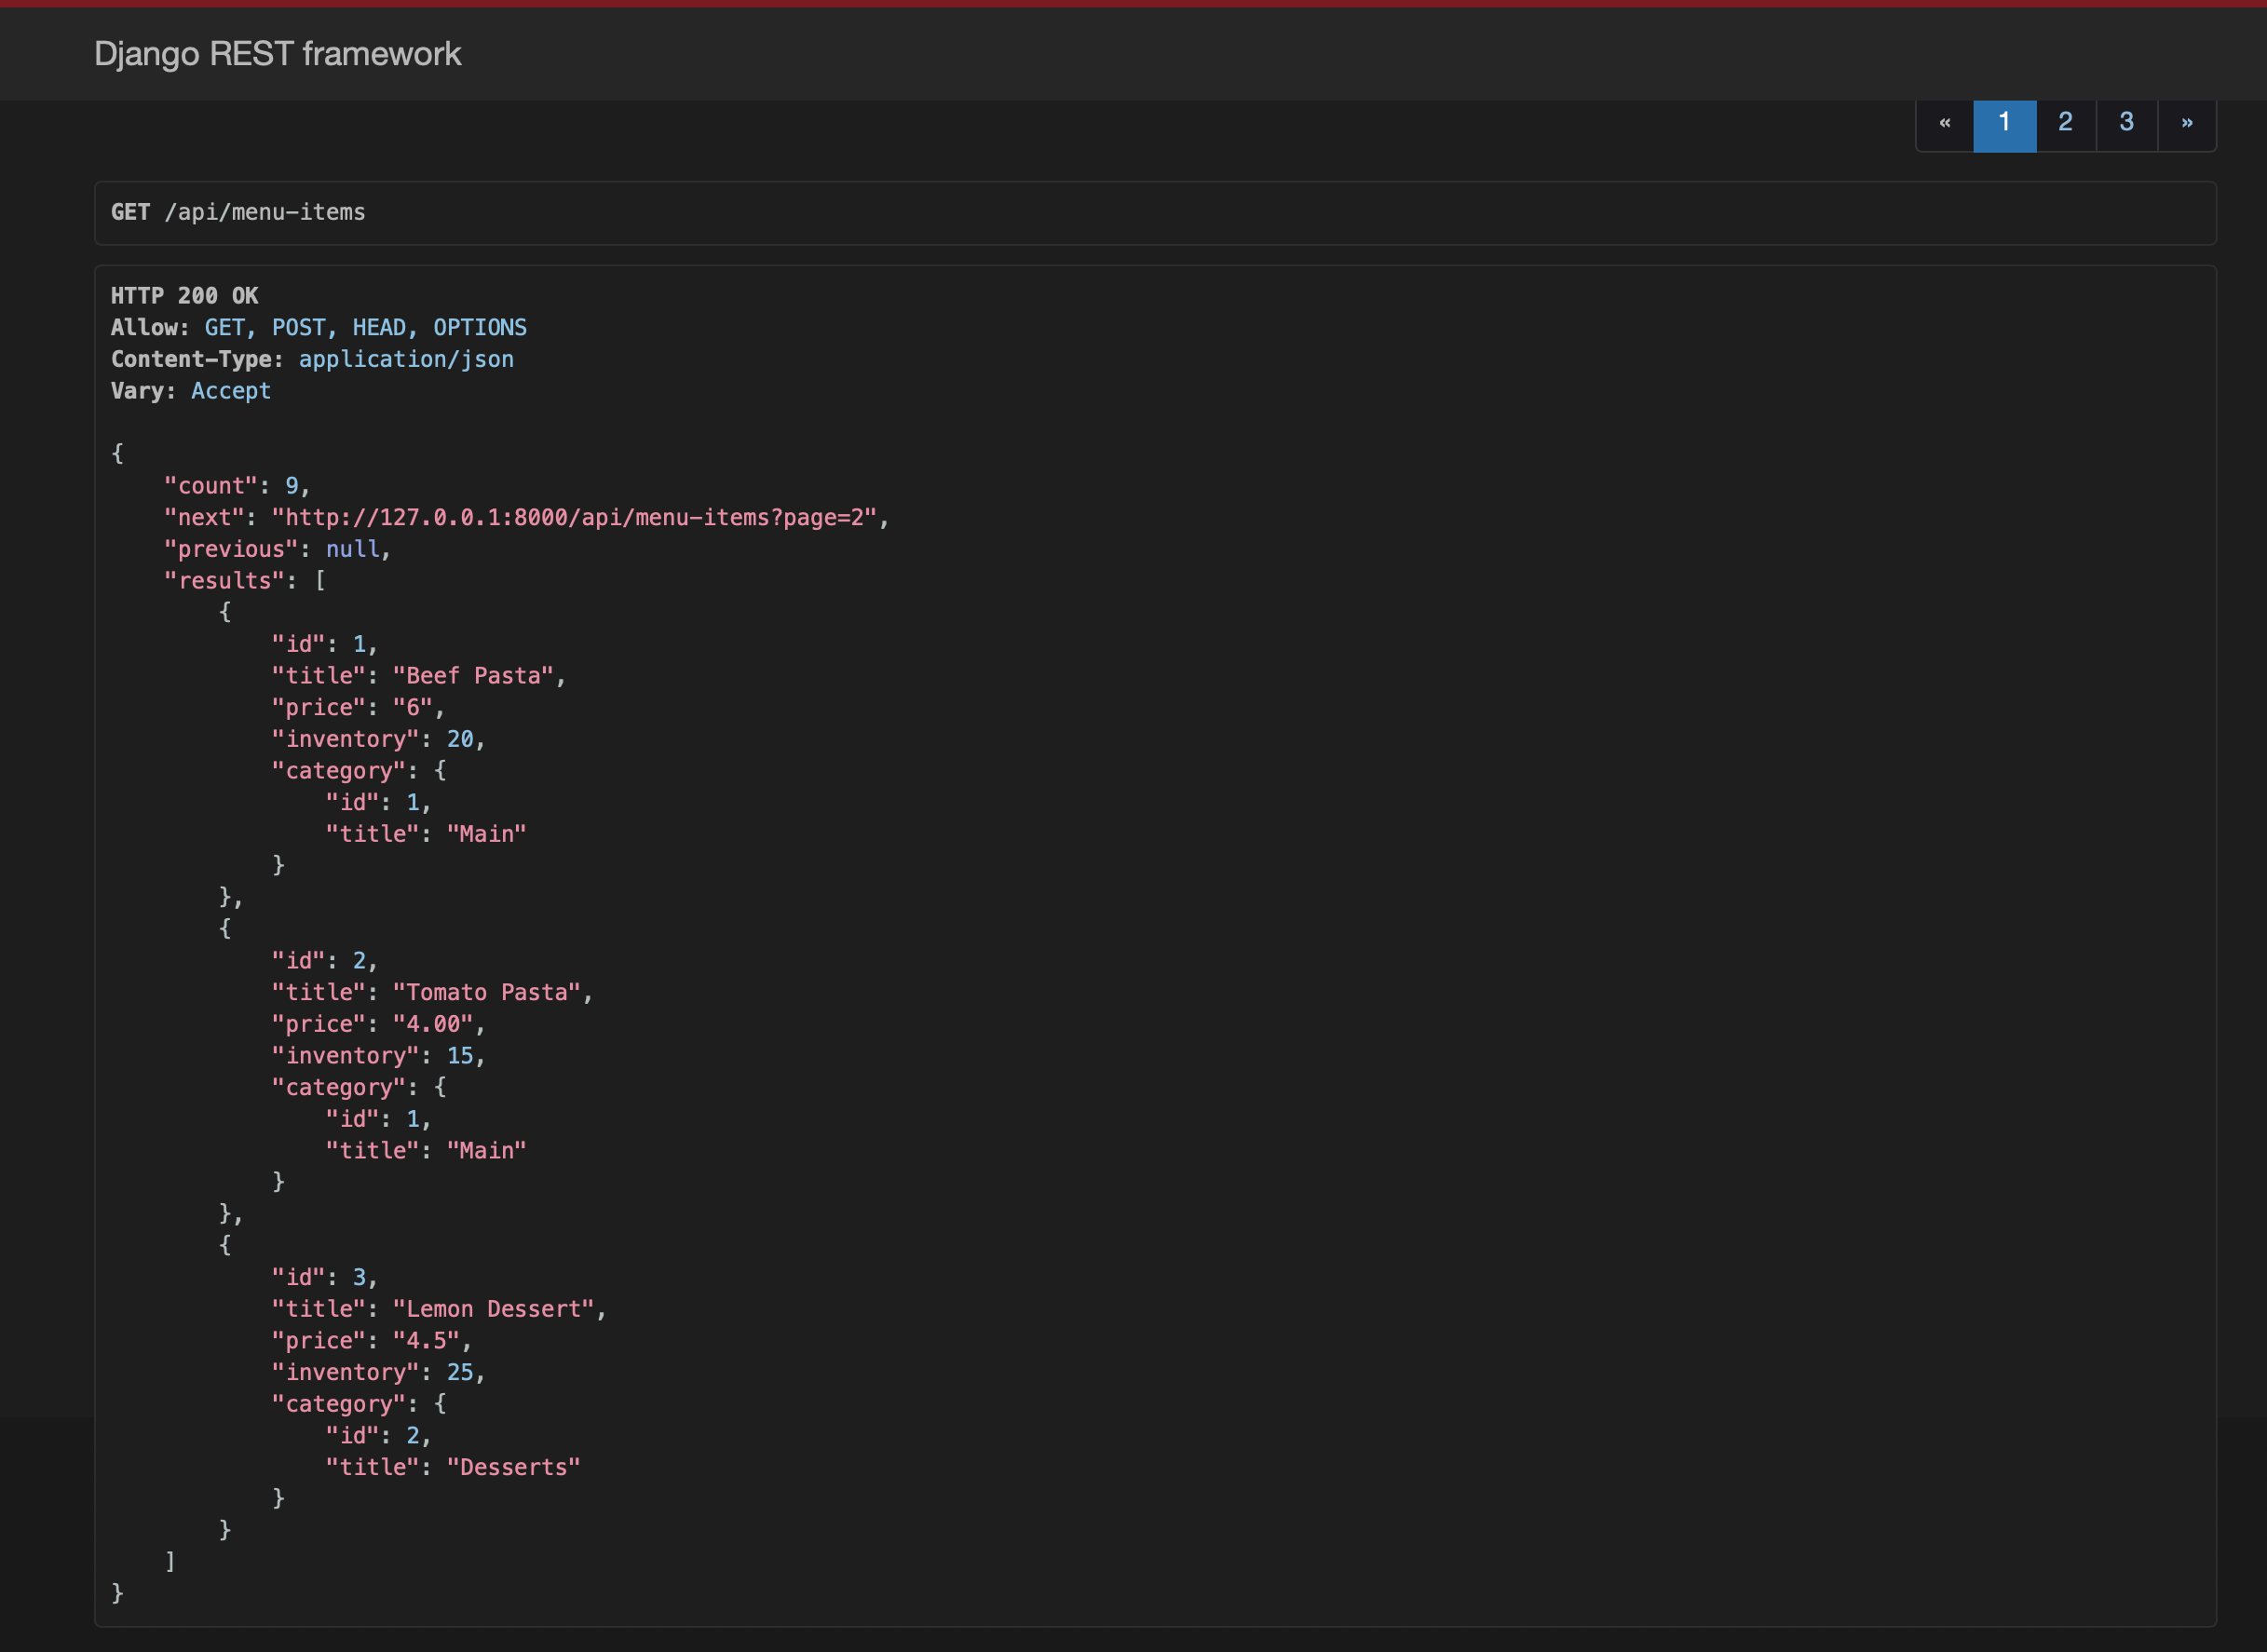 Django REST framework
« 1 2 3 »
GET /api/menu-items
HTTP 200 OK
Allow: GET, POST, HEAD, OPTIONS
Content-Type: application/json
Vary: Accept
{
    "count": 9,
    "next": "http://127.0.0.1:8000/api/menu-items?page=2",
    "previous": null,
    "results": [
        {
            "id": 1,
            "title": "Beef Pasta",
            "price": "6",
            "inventory": 20,
            "category": {
                "id": 1,
                "title": "Main"
            }
        },
        {
            "id": 2,
            "title": "Tomato Pasta",
            "price": "4.00",
            "inventory": 15,
            "category": {
                "id": 1,
                "title": "Main"
            }
        },
        {
            "id": 3,
            "title": "Lemon Dessert",
            "price": "4.5",
            "inventory": 25,
            "category": {
                "id": 2,
                "title": "Desserts"
            }
        }
    ]
}